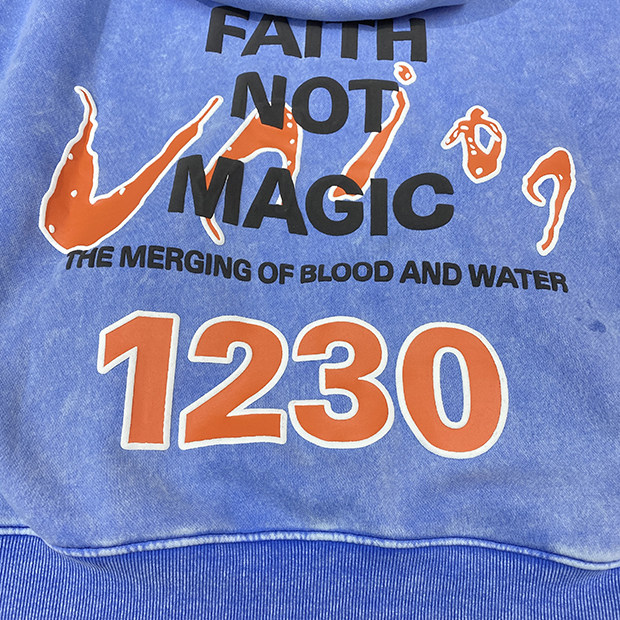 FAITH
NOT
MAGIC
THE MERGING OF BLOOD AND WATER
1230